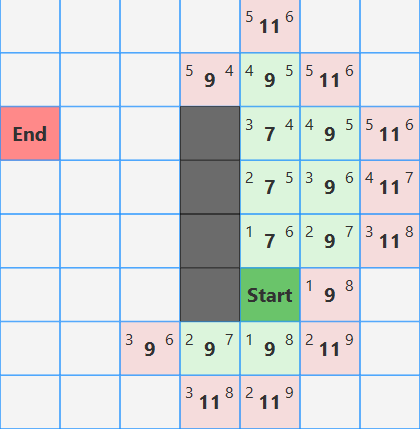 5 11 6
5 9 4 4 9 5 5 11 6
End 3 7 4 4 9 5 5 11 6
2 7 5 3 9 6 4 11 7
1 7 6 2 9 7 3 11 8
Start 1 9 8
3 9 6 2 9 7 1 9 8 2 11 9
3 11 8 2 11 9